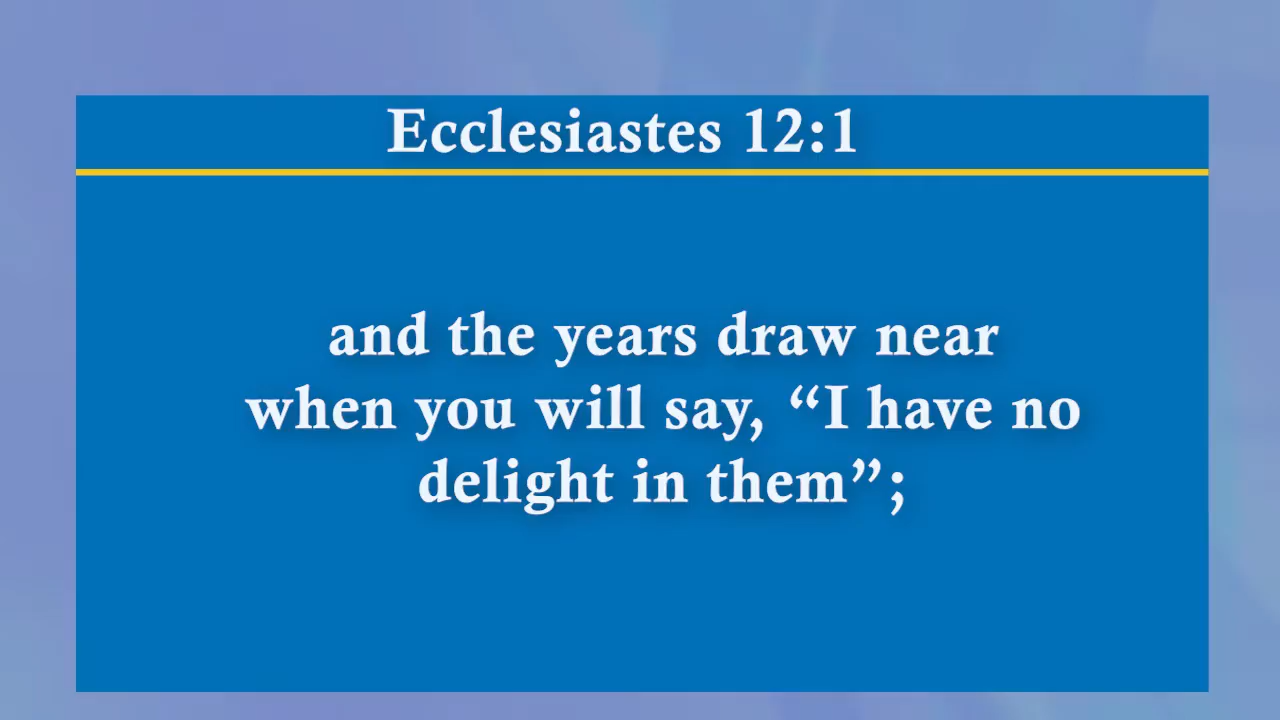 Ecclesiastes 12:1
and the years draw near
when you will say, “I have no
delight in them”;